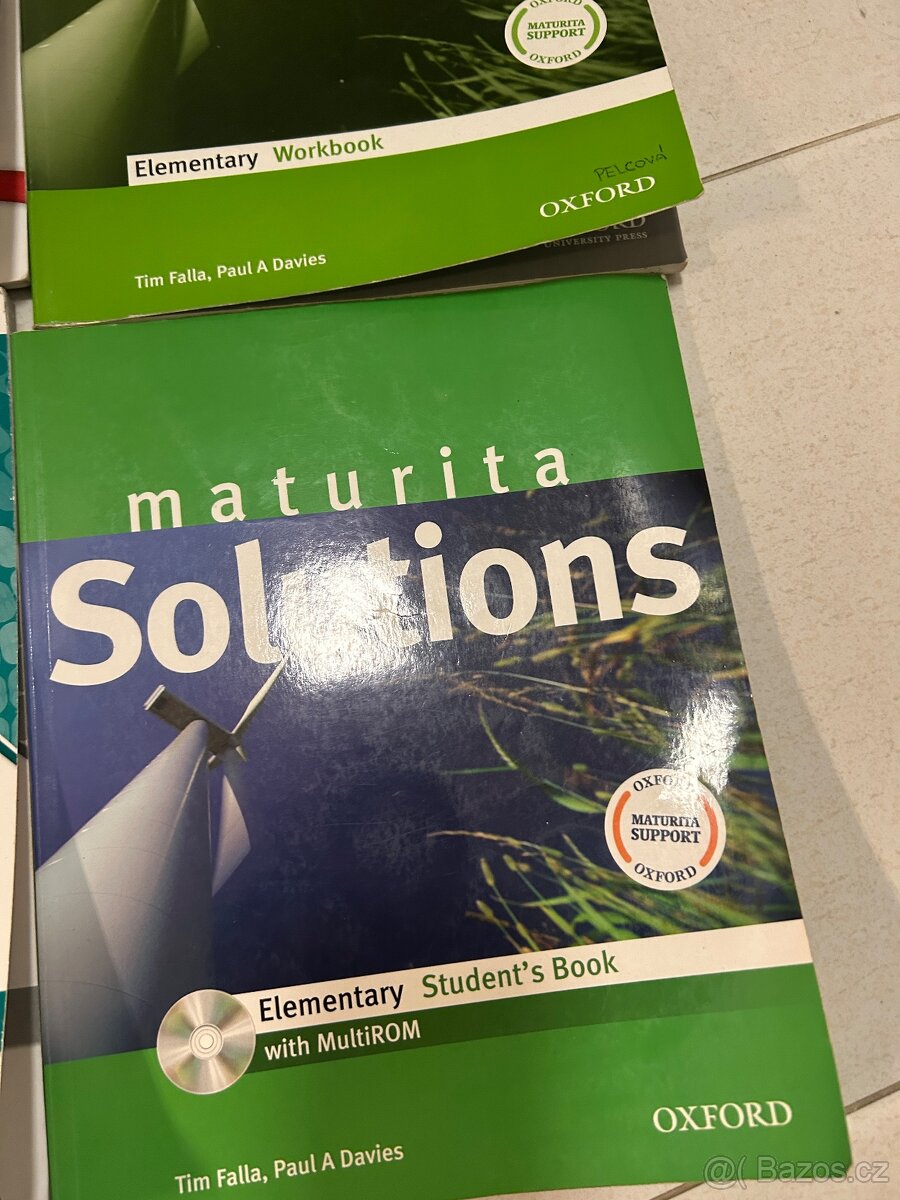 OXFORD
MATURITA
SUPPORT
OXFORD
Elementary Workbook
PELCOVÁ
OXFORD
UNIVERSITY PRESS
Tim Falla, Paul A Davies
maturita
Solutions
OXFORD
MATURITA
SUPPORT
OXFORD
Elementary Student's Book
with MultiROM
OXFORD
Tim Falla, Paul A Davies
@( Bazos.cz